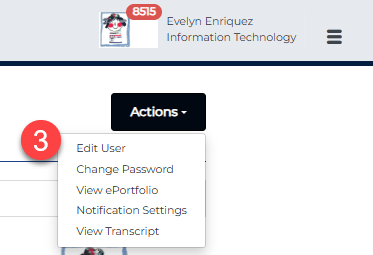 8515
Evelyn Enriquez
Information Technology
Actions
3
Edit User
Change Password
View ePortfolio
Notification Settings
View Transcript